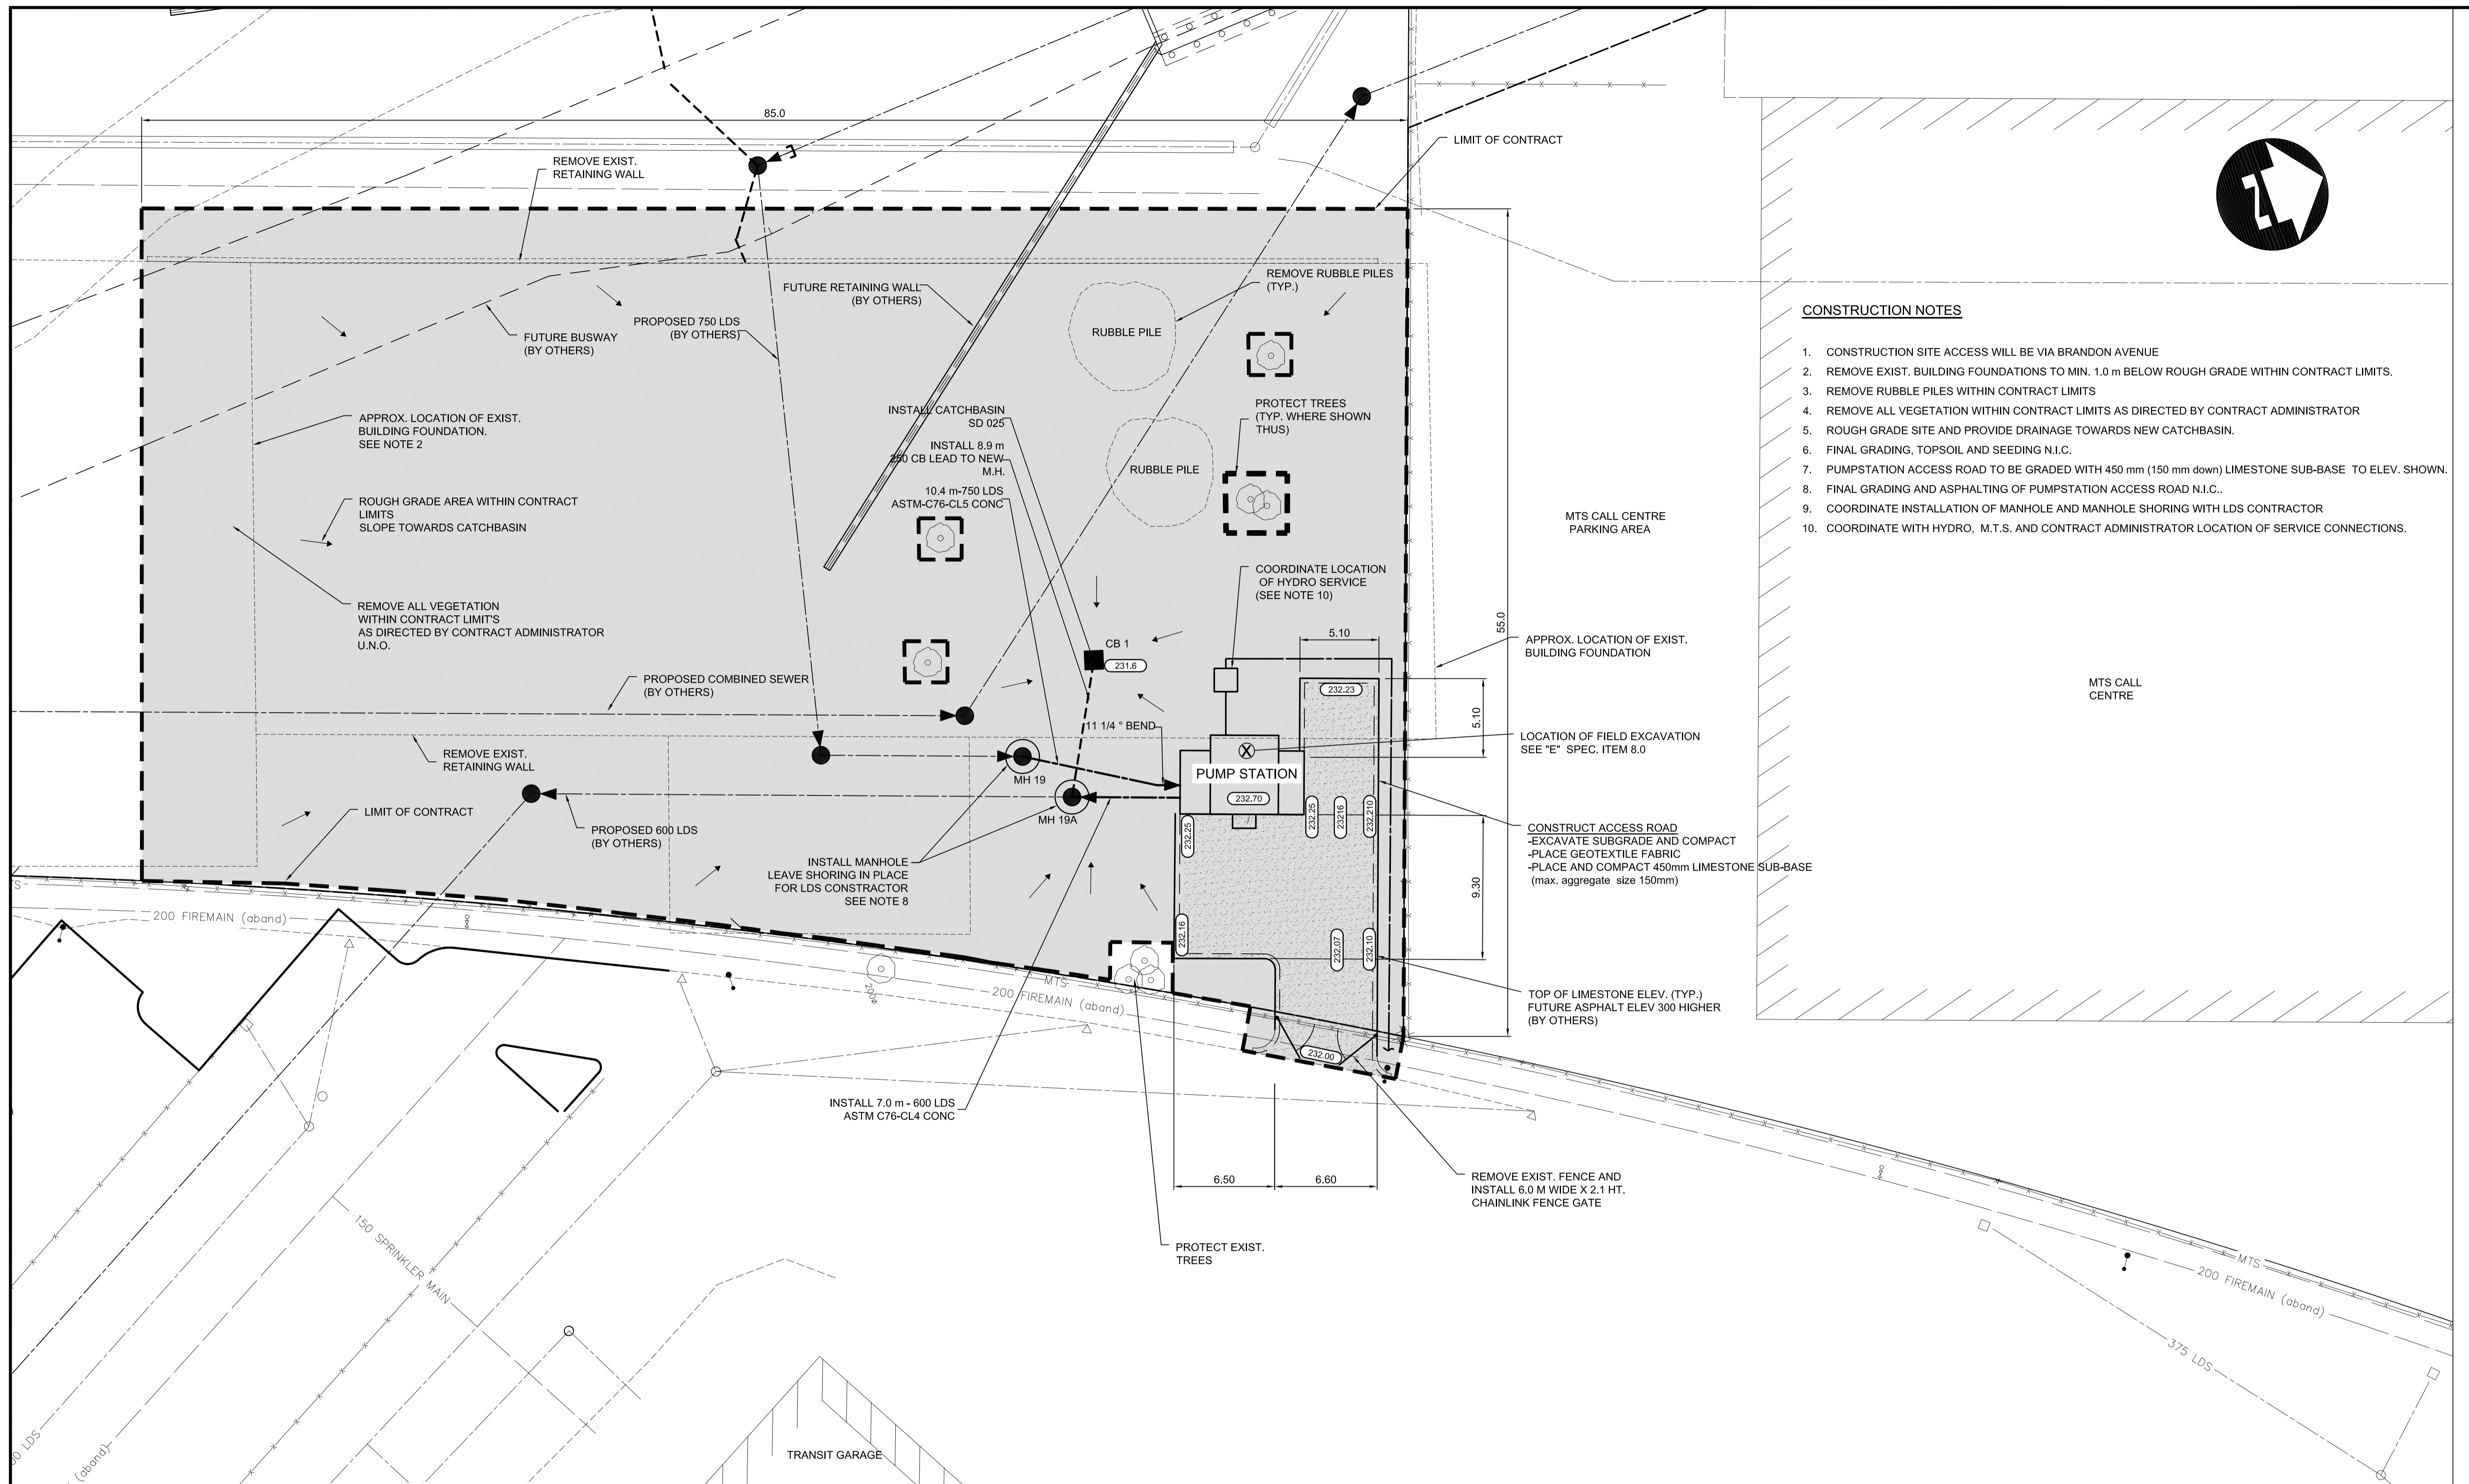 85.0
LIMIT OF CONTRACT
REMOVE EXIST.
RETAINING WALL
FUTURE RETAINING WALL
(BY OTHERS)
REMOVE RUBBLE PILES
(TYP.)
PROPOSED 750 LDS
(BY OTHERS)
FUTURE BUSWAY
(BY OTHERS)
RUBBLE PILE
CONSTRUCTION NOTES
1. CONSTRUCTION SITE ACCESS WILL BE VIA BRANDON AVENUE
2. REMOVE EXIST. BUILDING FOUNDATIONS TO MIN. 1.0 m BELOW ROUGH GRADE WITHIN CONTRACT LIMITS.
3. REMOVE RUBBLE PILES WITHIN CONTRACT LIMITS
4. REMOVE ALL VEGETATION WITHIN CONTRACT LIMITS AS DIRECTED BY CONTRACT ADMINISTRATOR
5. ROUGH GRADE SITE AND PROVIDE DRAINAGE TOWARDS NEW CATCHBASIN.
6. FINAL GRADING, TOPSOIL AND SEEDING N.I.C.
7. PUMPSTATION ACCESS ROAD TO BE GRADED WITH 450 mm (150 mm down) LIMESTONE SUB-BASE TO ELEV. SHOWN.
8. FINAL GRADING AND ASPHALTING OF PUMPSTATION ACCESS ROAD N.I.C..
9. COORDINATE INSTALLATION OF MANHOLE AND MANHOLE SHORING WITH LDS CONTRACTOR
10. COORDINATE WITH HYDRO, M.T.S. AND CONTRACT ADMINISTRATOR LOCATION OF SERVICE CONNECTIONS.
APPROX. LOCATION OF EXIST.
BUILDING FOUNDATION.
SEE NOTE 2
INSTALL CATCHBASIN
SD 025
INSTALL 8.9 m
250 CB LEAD TO NEW
M.H.
10.4 m-750 LDS
ASTM-C76-CL5 CONC
PROTECT TREES
(TYP. WHERE SHOWN
THUS)
RUBBLE PILE
ROUGH GRADE AREA WITHIN CONTRACT
LIMITS
SLOPE TOWARDS CATCHBASIN
MTS CALL CENTRE
PARKING AREA
COORDINATE LOCATION
OF HYDRO SERVICE
(SEE NOTE 10)
REMOVE ALL VEGETATION
WITHIN CONTRACT LIMIT'S
AS DIRECTED BY CONTRACT ADMINISTRATOR
U.N.O.
55.0
5.10
CB 1
231.6
APPROX. LOCATION OF EXIST.
BUILDING FOUNDATION
MTS CALL
CENTRE
PROPOSED COMBINED SEWER
(BY OTHERS)
232.23
5.10
11 1/4 ° BEND
LOCATION OF FIELD EXCAVATION
SEE "E" SPEC. ITEM 8.0
REMOVE EXIST.
RETAINING WALL
X
PUMP STATION
MH 19
232.70
MH 19A
LIMIT OF CONTRACT
PROPOSED 600 LDS
(BY OTHERS)
232.25
232.25
23216
232.210
CONSTRUCT ACCESS ROAD
-EXCAVATE SUBGRADE AND COMPACT
-PLACE GEOTEXTILE FABRIC
-PLACE AND COMPACT 450mm LIMESTONE SUB-BASE
(max. aggregate size 150mm)
INSTALL MANHOLE
LEAVE SHORING IN PLACE
FOR LDS CONSTRACTOR
SEE NOTE 8
9.30
200 FIREMAIN (aband)
232.16
232.07
232.10
MTS
200 FIREMAIN (aband)
TOP OF LIMESTONE ELEV. (TYP.)
FUTURE ASPHALT ELEV 300 HIGHER
(BY OTHERS)
232.00
INSTALL 7.0 m - 600 LDS
ASTM C76-CL4 CONC
6.50
6.60
REMOVE EXIST. FENCE AND
INSTALL 6.0 M WIDE X 2.1 HT.
CHAINLINK FENCE GATE
PROTECT EXIST.
TREES
150 SPRINKLER MAIN
MTS
200 FIREMAIN (aband)
375 LDS
TRANSIT GARAGE
LDS
(aband)